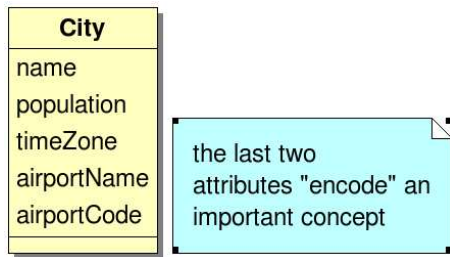 City
name
population
timeZone
airportName
airportCode
the last two
attributes "encode" an
important concept